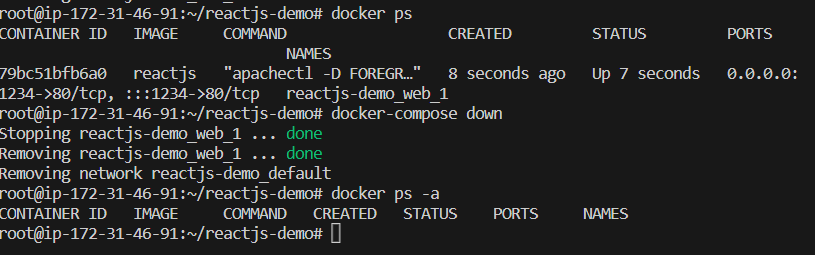 root@ip-172-31-46-91:~/reactjs-demo# docker ps
CONTAINER ID   IMAGE     COMMAND                  CREATED         STATUS         PORTS
                         NAMES
79bc51bfb6a0   reactjs   "apachectl -D FOREGR…"   8 seconds ago   Up 7 seconds   0.0.0.0:
1234->80/tcp, :::1234->80/tcp   reactjs-demo_web_1
root@ip-172-31-46-91:~/reactjs-demo# docker-compose down
Stopping reactjs-demo_web_1 ... done
Removing reactjs-demo_web_1 ... done
Removing network reactjs-demo_default
root@ip-172-31-46-91:~/reactjs-demo# docker ps -a
CONTAINER ID   IMAGE     COMMAND   CREATED   STATUS    PORTS     NAMES
root@ip-172-31-46-91:~/reactjs-demo#